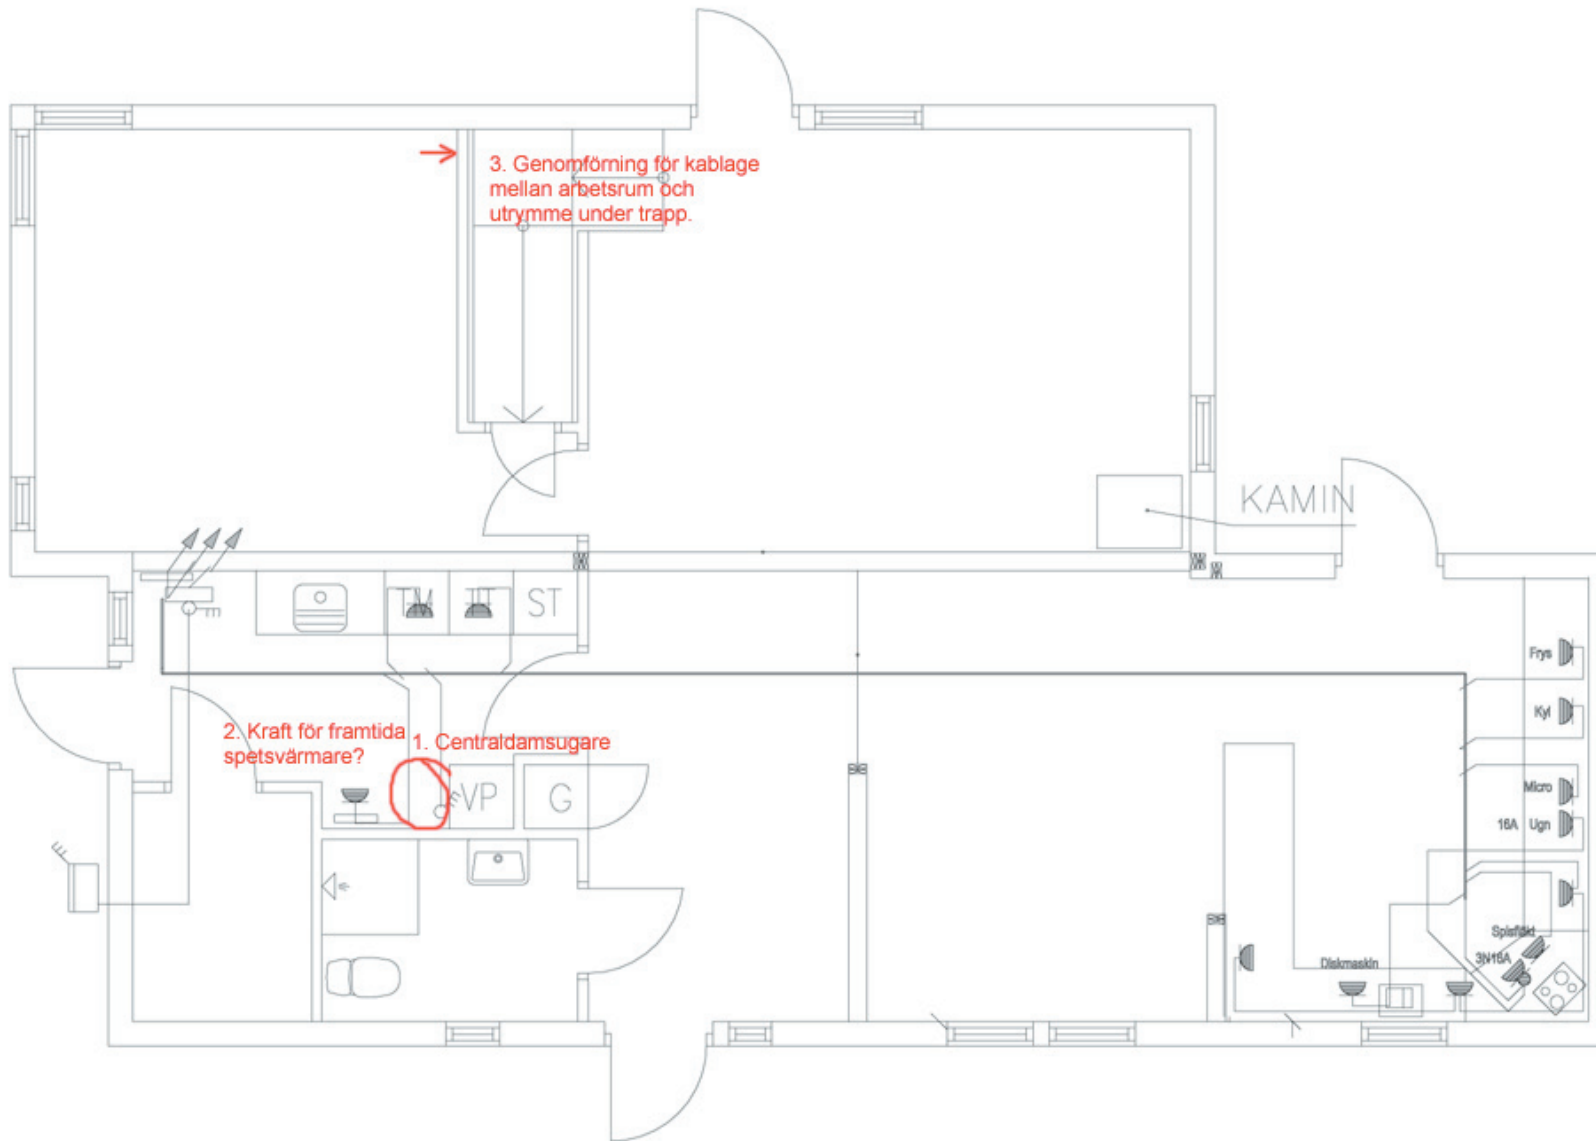 3. Genomförning för kablage
mellan arbetsrum och
utrymme under trapp.
KAMIN
TM
TT
ST
Frys
Kyl
2. Kraft för framtida
spetsvärmare?
1. Centraldamsugare
VP
G
Micro
16A Ugn
Spisfläkt
3N16A
Diskmaskin